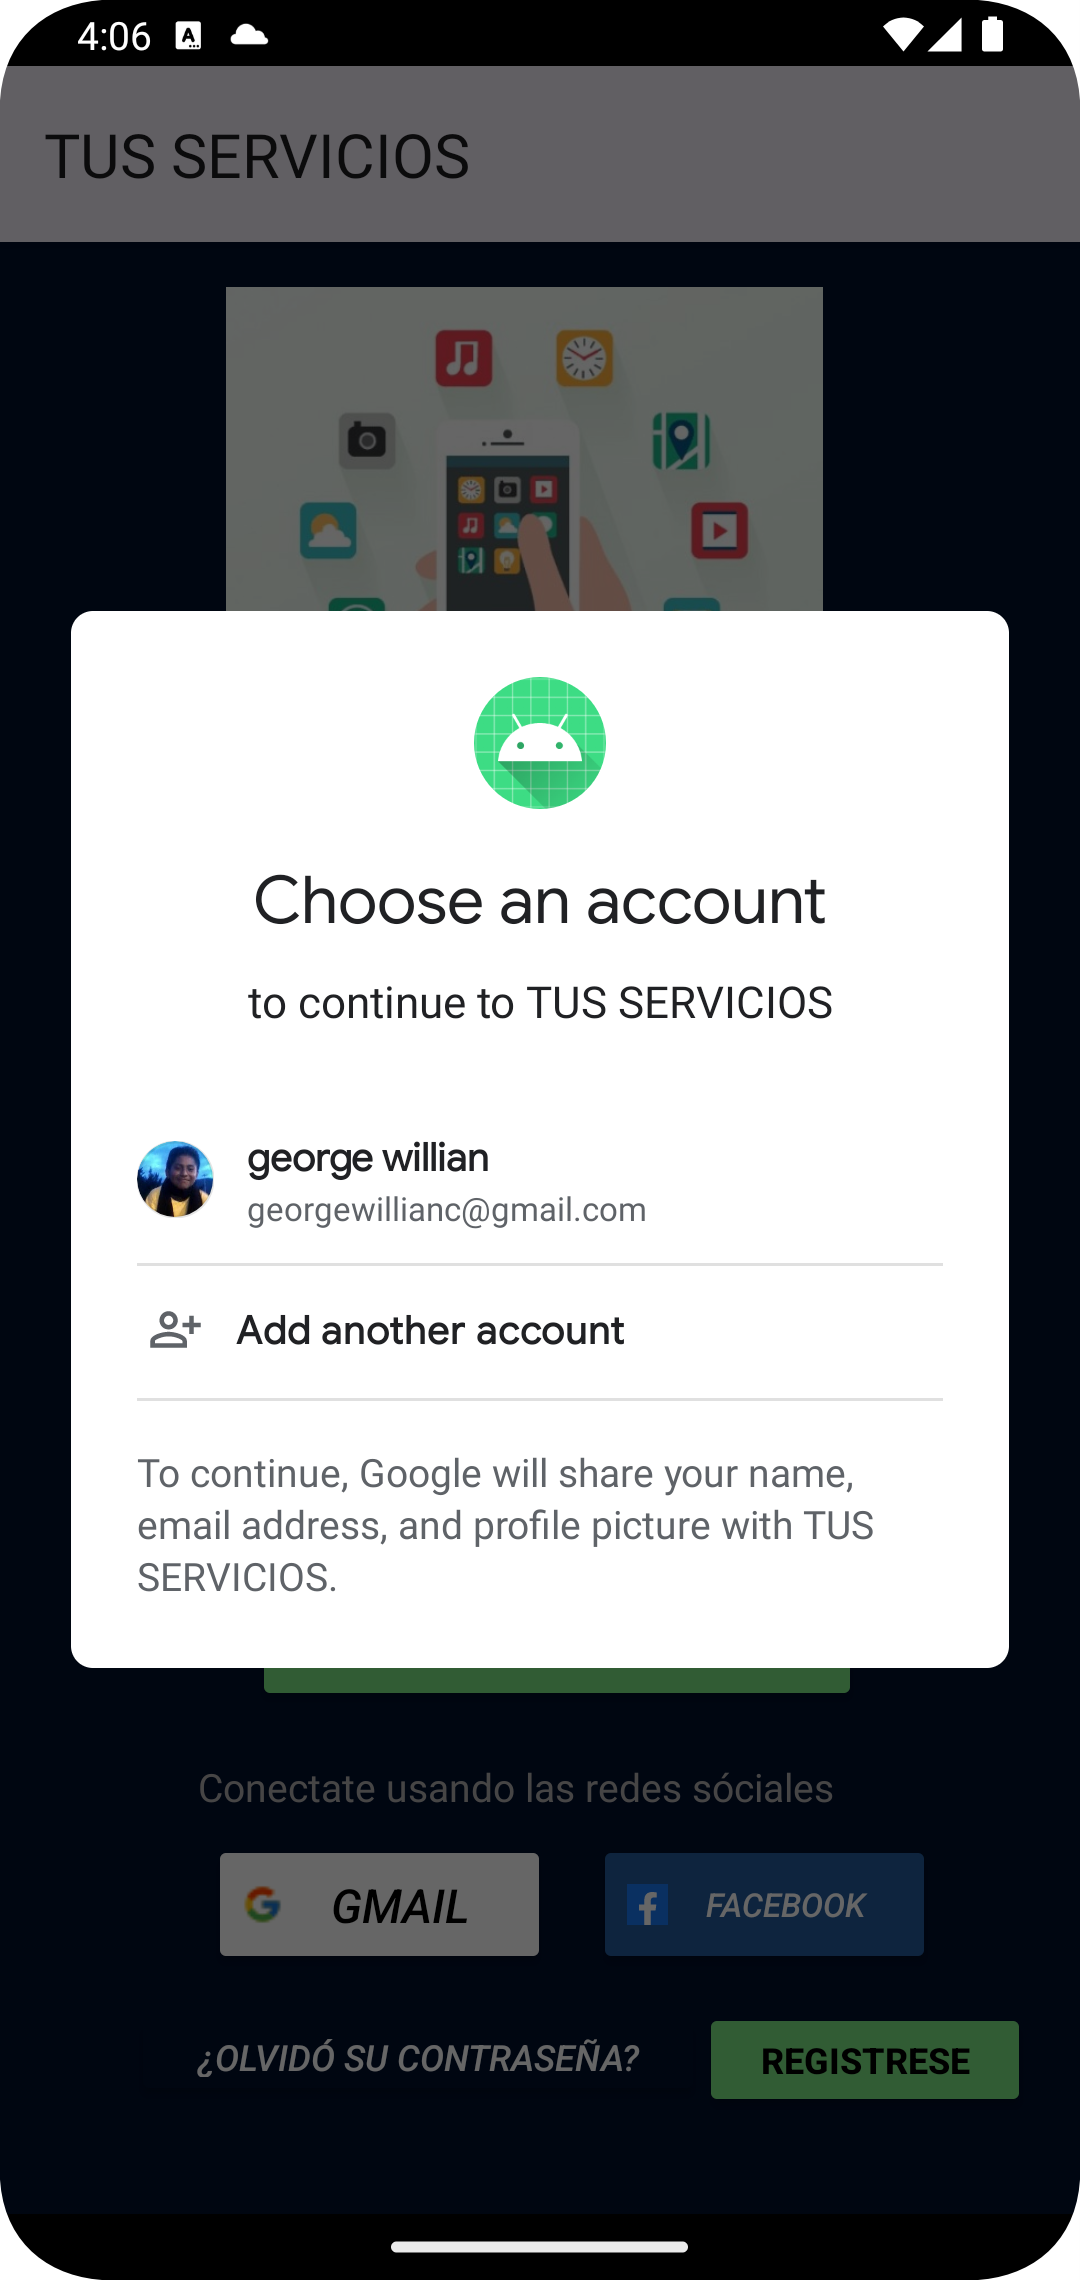 4:06
TUS SERVICIOS
Choose an account
to continue to TUS SERVICIOS
george willian
georgewillianc@gmail.com
Add another account
To continue, Google will share your name,
email address, and profile picture with TUS
SERVICIOS.
Conectate usando las redes sóciales
GMAIL
FACEBOOK
¿OLVIDÓ SU CONTRASEÑA?
REGISTRESE